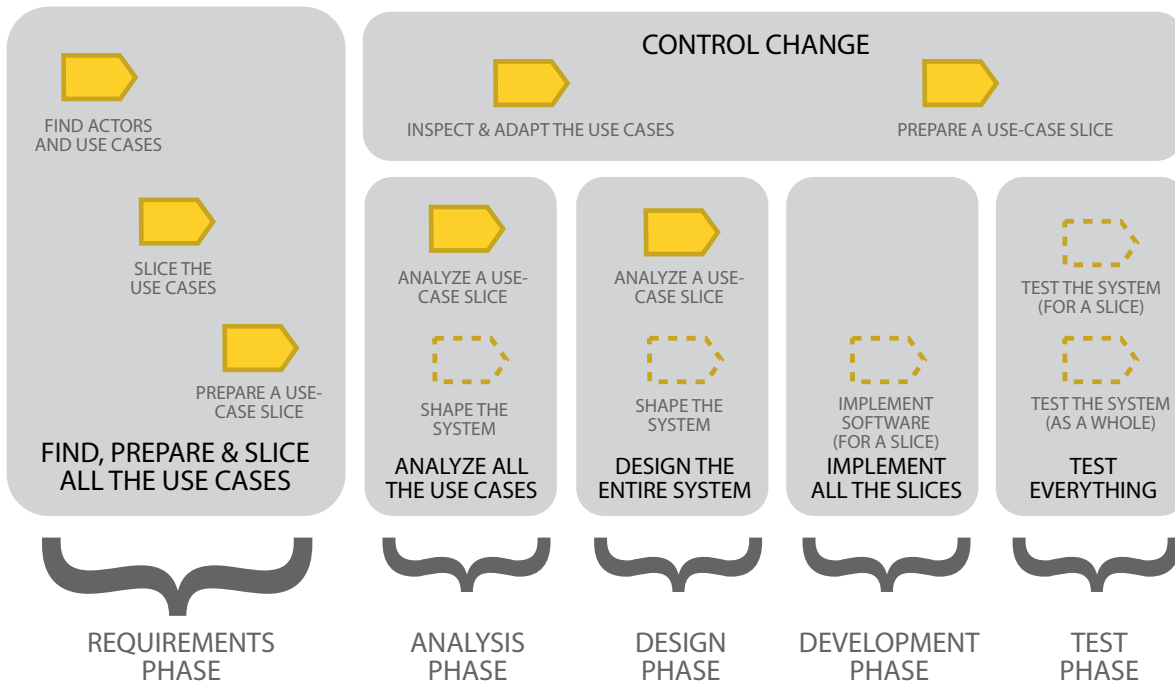 FIND ACTORS
AND USE CASES
SLICE THE
USE CASES
PREPARE A USE-
CASE SLICE
FIND, PREPARE & SLICE
ALL THE USE CASES
CONTROL CHANGE
INSPECT & ADAPT THE USE CASES
PREPARE A USE-CASE SLICE
ANALYZE A USE-
CASE SLICE
SHAPE THE
SYSTEM
ANALYZE ALL
THE USE CASES
ANALYZE A USE-
CASE SLICE
SHAPE THE
SYSTEM
DESIGN THE
ENTIRE SYSTEM
IMPLEMENT
SOFTWARE
(FOR A SLICE)
IMPLEMENT
ALL THE SLICES
TEST THE SYSTEM
(FOR A SLICE)
TEST THE SYSTEM
(AS A WHOLE)
TEST
EVERYTHING
REQUIREMENTS
PHASE
ANALYSIS
PHASE
DESIGN
PHASE
DEVELOPMENT
PHASE
TEST
PHASE